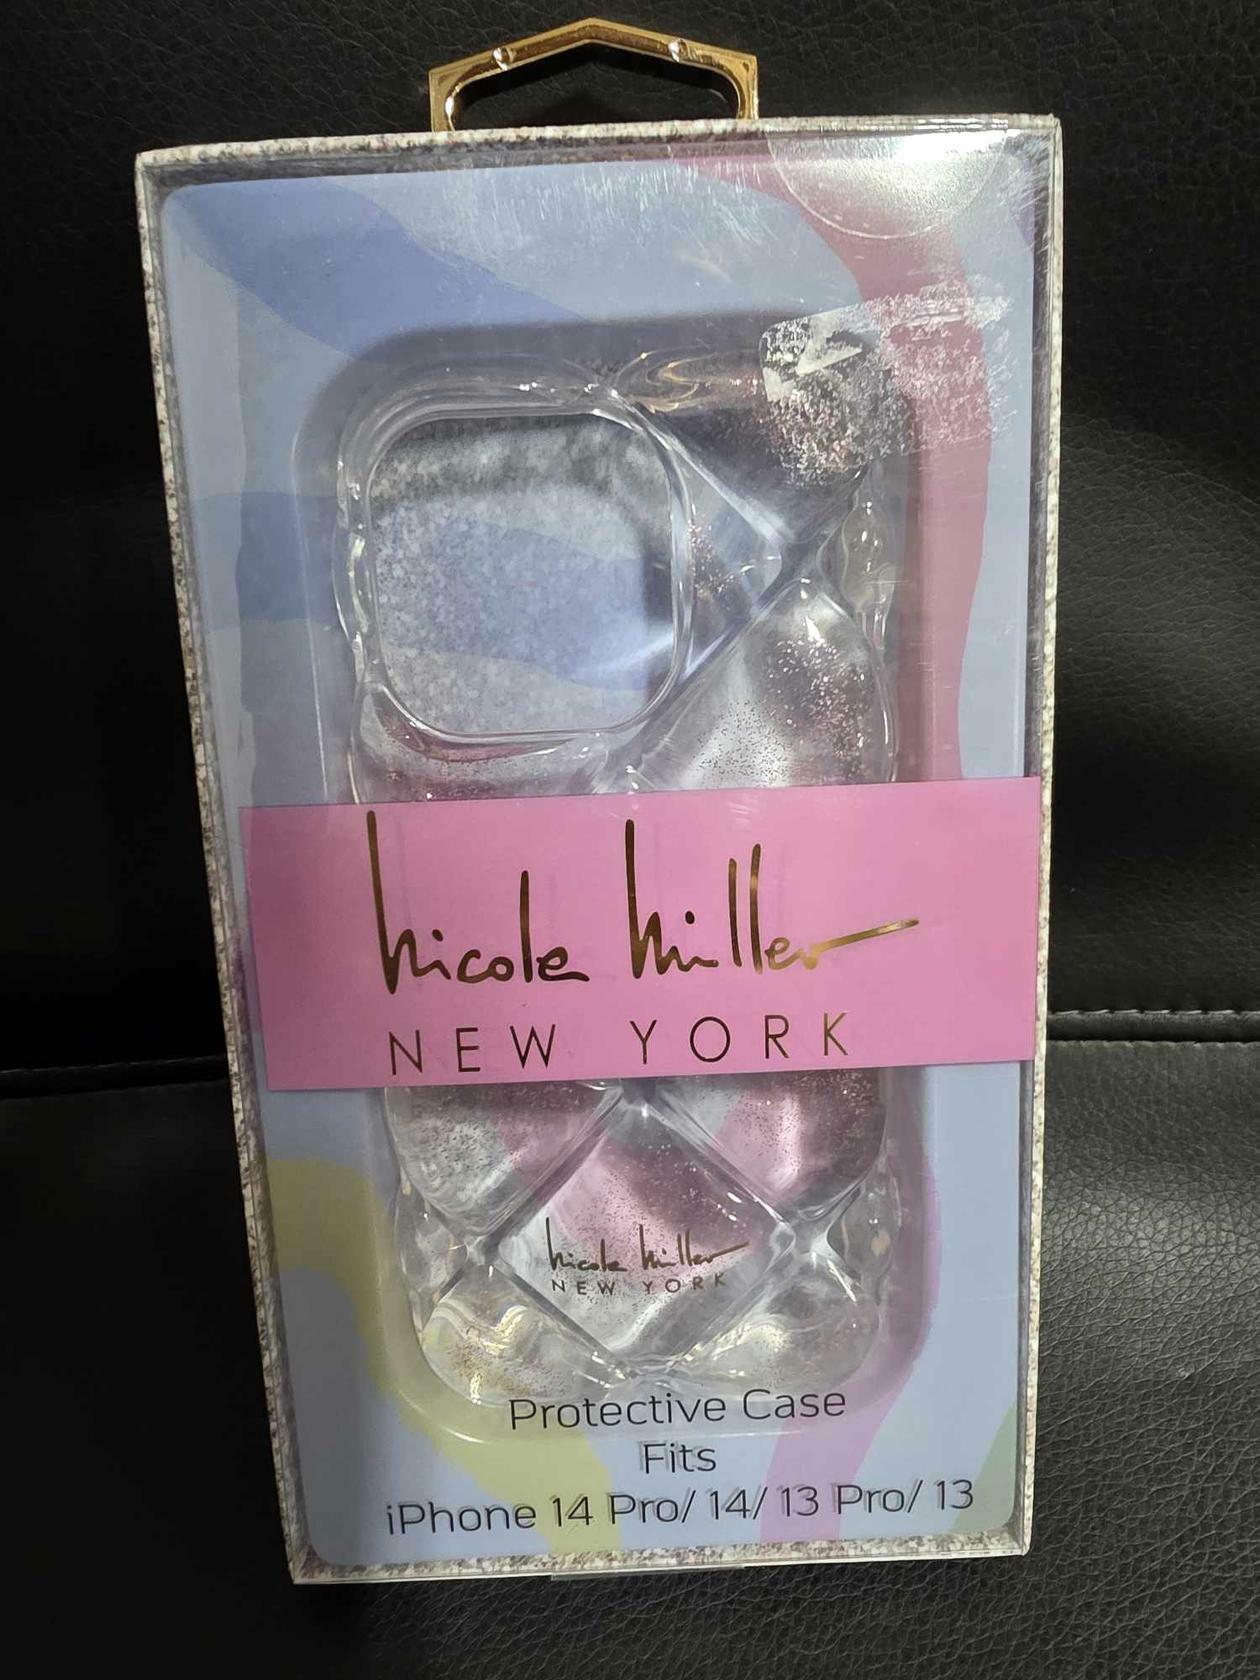 nicole miller
NEW YORK
nicole miller
NEW YORK
Protective Case
Fits
iPhone 14 Pro/ 14/ 13 Pro/ 13